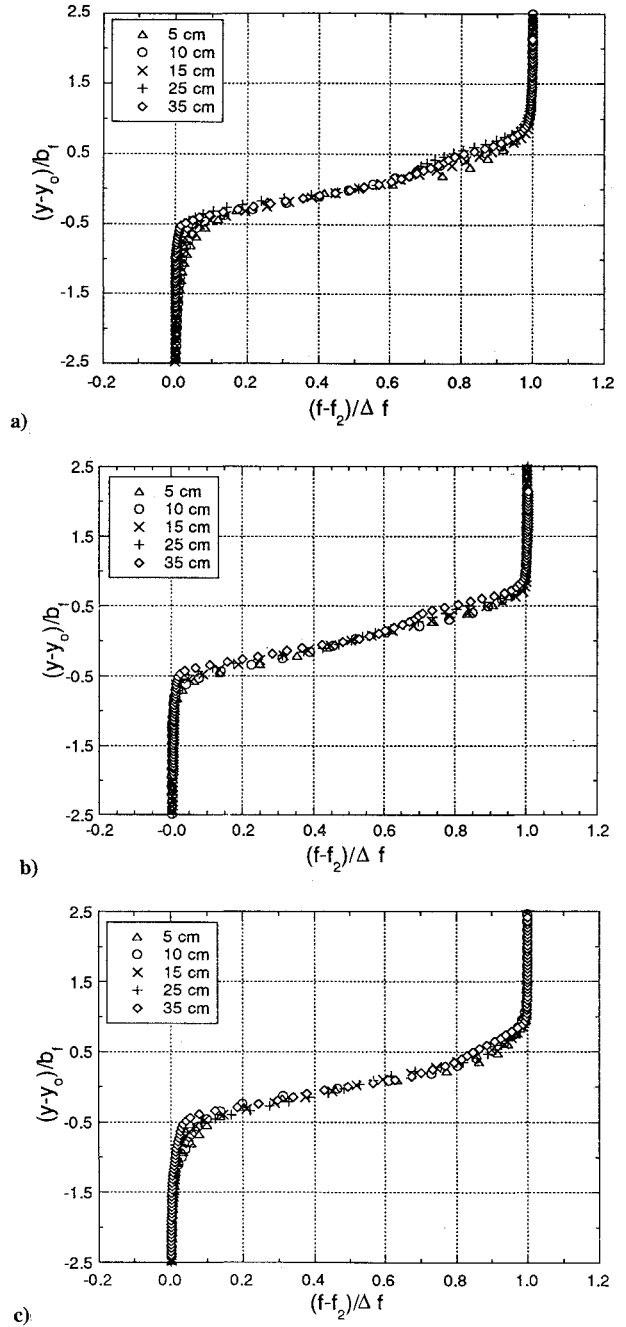 2.5
△ 5 cm
○ 10 cm
× 15 cm
+ 25 cm
◇ 35 cm
1.5
0.5
-0.5
-1.5
-2.5
(y-y₀)/b_f
-0.2 0.0 0.2 0.4 0.6 0.8 1.0 1.2
(f-f₂)/Δ f
a)
2.5
△ 5 cm
○ 10 cm
× 15 cm
+ 25 cm
◇ 35 cm
1.5
0.5
-0.5
-1.5
-2.5
(y-y₀)/b_f
-0.2 -0.0 0.2 0.4 0.6 0.8 1.0 1.2
(f-f₂)/Δ f
b)
2.5
△ 5 cm
○ 10 cm
× 15 cm
+ 25 cm
◇ 35 cm
1.5
0.5
-0.5
-1.5
-2.5
(y-y₀)/b_f
-0.2 0.0 0.2 0.4 0.6 0.8 1.0 1.2
(f-f₂)/Δ f
c)